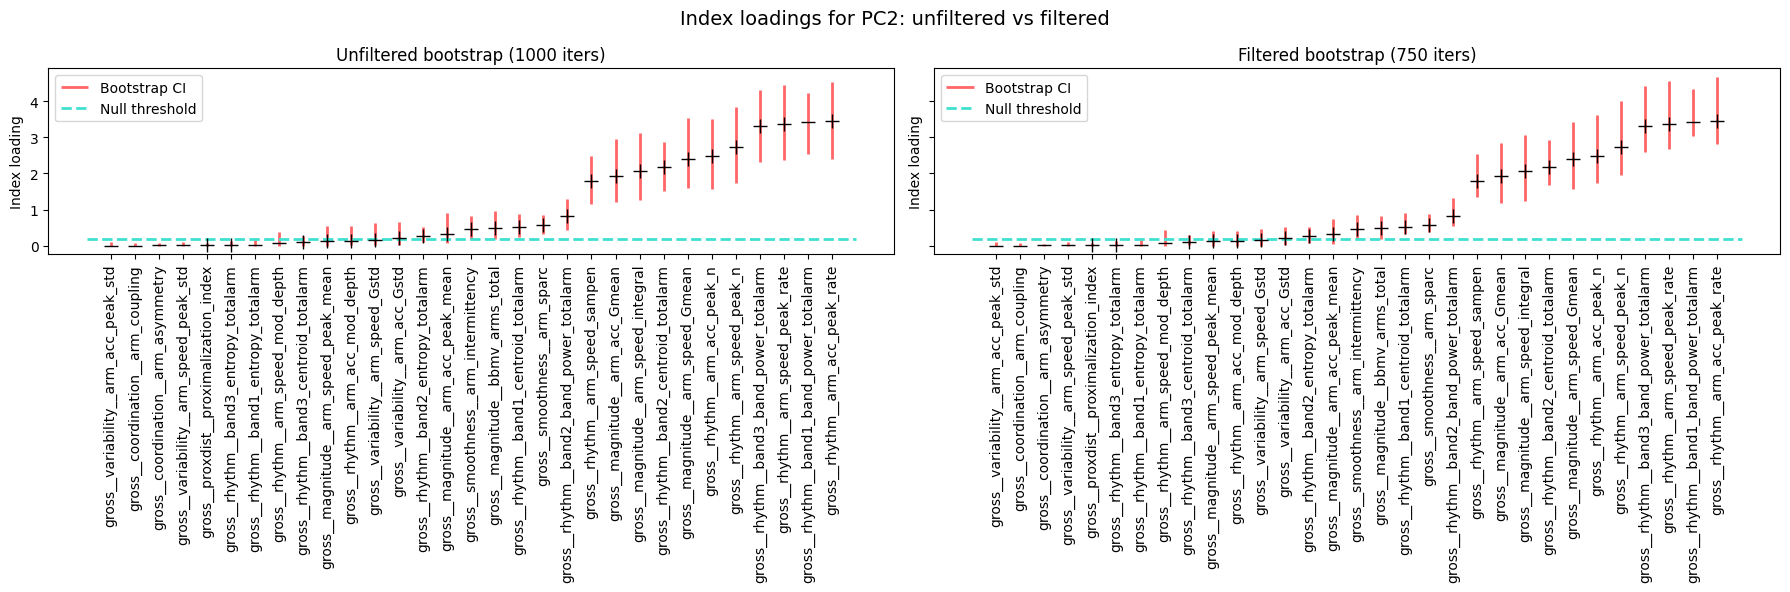 Index loadings for PC2: unfiltered vs filtered
Unfiltered bootstrap (1000 iters)
Bootstrap CI
Null threshold
Index loading
4
3
2
1
0
gross__variability__arm_acc_peak_std
gross__coordination__arm_coupling
gross__coordination__arm_asymmetry
gross__variability__arm_speed_peak_std
gross__proxdist__proximalization_index
gross__rhythm__band3_entropy_totalarm
gross__rhythm__band1_entropy_totalarm
gross__rhythm__arm_speed_mod_depth
gross__rhythm__band3_centroid_totalarm
gross__magnitude__arm_speed_peak_mean
gross__rhythm__arm_acc_mod_depth
gross__variability__arm_speed_Gstd
gross__variability__arm_acc_Gstd
gross__rhythm__band2_entropy_totalarm
gross__magnitude__arm_acc_peak_mean
gross__smoothness__arm_intermittency
gross__magnitude__bbmv_arms_total
gross__rhythm__band1_centroid_totalarm
gross__smoothness__arm_sparc
gross__rhythm__band2_band_power_totalarm
gross__rhythm__arm_speed_sampen
gross__magnitude__arm_acc_Gmean
gross__magnitude__arm_speed_integral
gross__rhythm__band2_centroid_totalarm
gross__magnitude__arm_speed_Gmean
gross__rhythm__arm_acc_peak_n
gross__rhythm__arm_speed_peak_n
gross__rhythm__band3_band_power_totalarm
gross__rhythm__arm_speed_peak_rate
gross__rhythm__band1_band_power_totalarm
gross__rhythm__arm_acc_peak_rate
Filtered bootstrap (750 iters)
Bootstrap CI
Null threshold
Index loading
gross__variability__arm_acc_peak_std
gross__coordination__arm_coupling
gross__coordination__arm_asymmetry
gross__variability__arm_speed_peak_std
gross__proxdist__proximalization_index
gross__rhythm__band3_entropy_totalarm
gross__rhythm__band1_entropy_totalarm
gross__rhythm__arm_speed_mod_depth
gross__rhythm__band3_centroid_totalarm
gross__magnitude__arm_speed_peak_mean
gross__rhythm__arm_acc_mod_depth
gross__variability__arm_speed_Gstd
gross__variability__arm_acc_Gstd
gross__rhythm__band2_entropy_totalarm
gross__magnitude__arm_acc_peak_mean
gross__smoothness__arm_intermittency
gross__magnitude__bbmv_arms_total
gross__rhythm__band1_centroid_totalarm
gross__smoothness__arm_sparc
gross__rhythm__band2_band_power_totalarm
gross__rhythm__arm_speed_sampen
gross__magnitude__arm_acc_Gmean
gross__magnitude__arm_speed_integral
gross__rhythm__band2_centroid_totalarm
gross__magnitude__arm_speed_Gmean
gross__rhythm__arm_acc_peak_n
gross__rhythm__arm_speed_peak_n
gross__rhythm__band3_band_power_totalarm
gross__rhythm__arm_speed_peak_rate
gross__rhythm__band1_band_power_totalarm
gross__rhythm__arm_acc_peak_rate